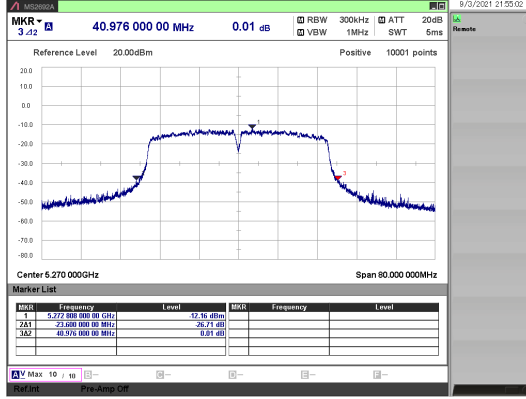 MS2692A
9/3/2021 21:55:02
MKR
3 ⊿2
A
40.976 000 00 MHz
0.01 dB
M RBW 300kHz
M VBW 1MHz
M ATT 20dB
SWT 5ms
Remote
Reference Level 20.00dBm
Positive 10001 points
20.0
10.0
0.0
-10.0
-20.0
-30.0
-40.0
-50.0
-60.0
-70.0
-80.0
1
3
Center 5.270 000GHz
Span 80.000 000MHz
Marker List
MKR Frequency Level MKR Frequency Level
1 5.272 808 000 00 GHz -12.16 dBm
2Δ1 -23.600 000 00 MHz -26.71 dB
3Δ2 40.976 000 00 MHz 0.01 dB
A V Max 10 / 10
B —
C —
D —
E —
F —
Ref.Int Pre-Amp Off